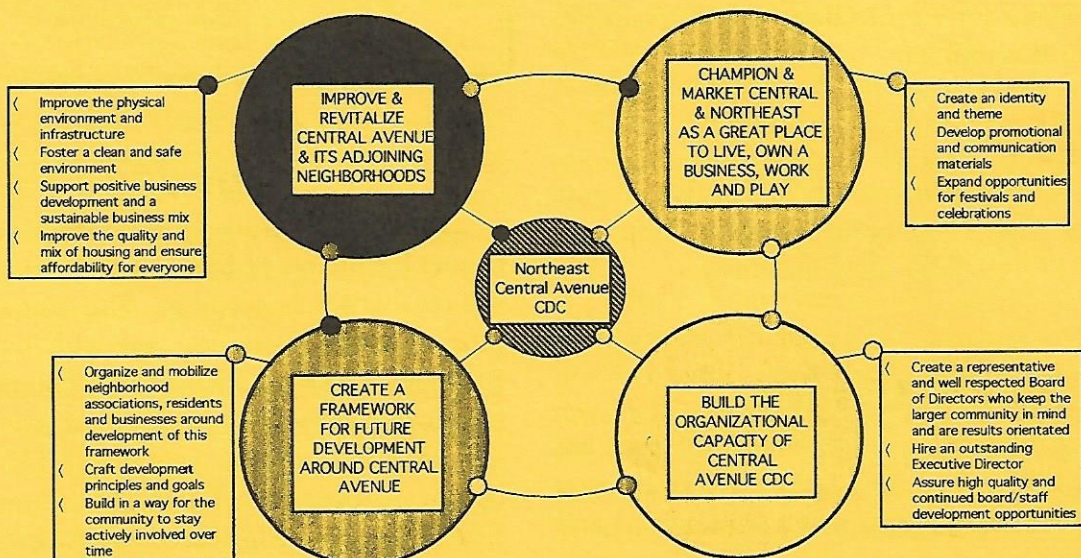 IMPROVE &
REVITALIZE
CENTRAL AVENUE
& ITS ADJOINING
NEIGHBORHOODS
〈 Improve the physical
environment and
infrastructure
〈 Foster a clean and safe
environment
〈 Support positive business
development and a
sustainable business mix
〈 Improve the quality and
mix of housing and ensure
affordability for everyone
CHAMPION &
MARKET CENTRAL
& NORTHEAST
AS A GREAT PLACE
TO LIVE, OWN A
BUSINESS, WORK
AND PLAY
〈 Create an identity
and theme
〈 Develop promotional
and communication
materials
〈 Expand opportunities
for festivals and
celebrations
Northeast
Central Avenue
CDC
〈 Organize and mobilize
neighborhood
associations, residents
and businesses around
development of this
framework
〈 Craft development
principles and goals
〈 Build in a way for the
community to stay
actively involved over
time
CREATE A
FRAMEWORK
FOR FUTURE
DEVELOPMENT
AROUND CENTRAL
AVENUE
BUILD THE
ORGANIZATIONAL
CAPACITY OF
CENTRAL
AVENUE CDC
〈 Create a representative
and well respected Board
of Directors who keep the
larger community in mind
and are results orientated
〈 Hire an outstanding
Executive Director
〈 Assure high quality and
continued board/staff
development opportunities